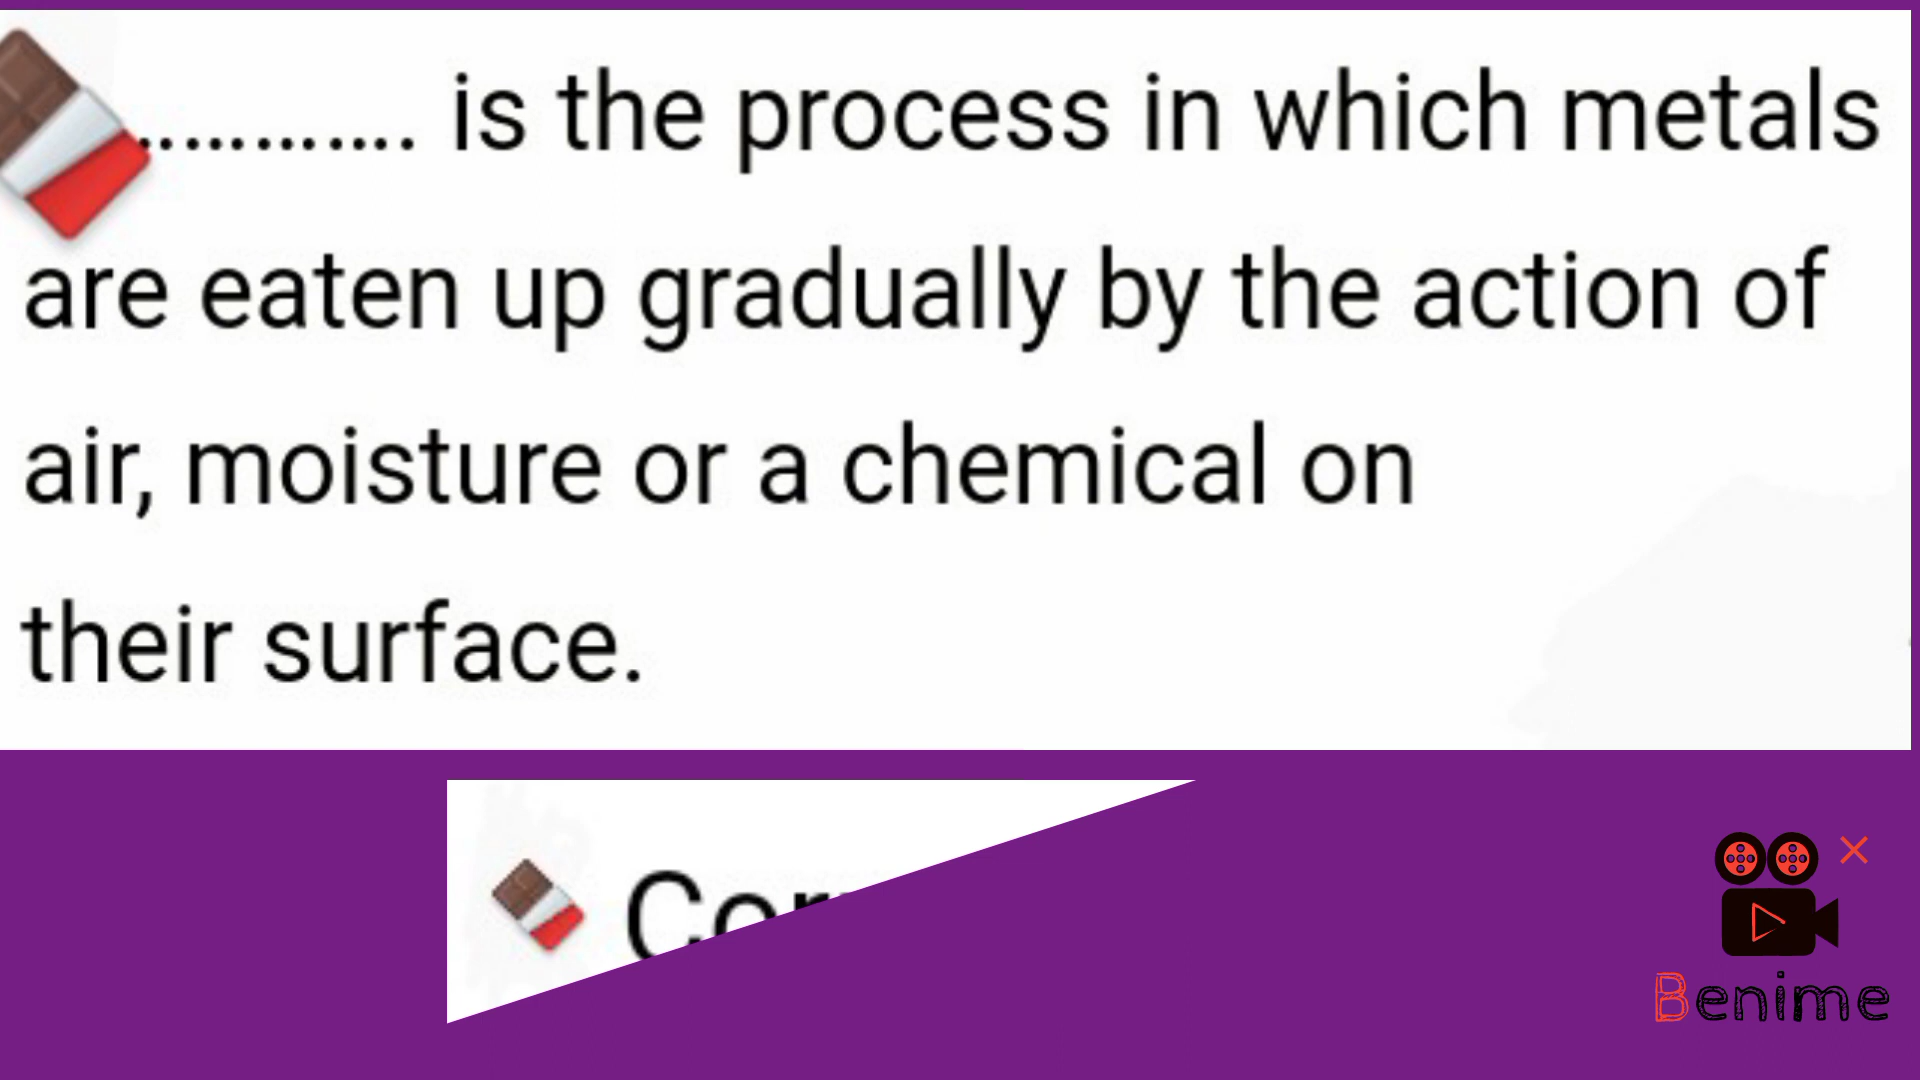 ............ is the process in which metals
are eaten up gradually by the action of
air, moisture or a chemical on
their surface.
Benime